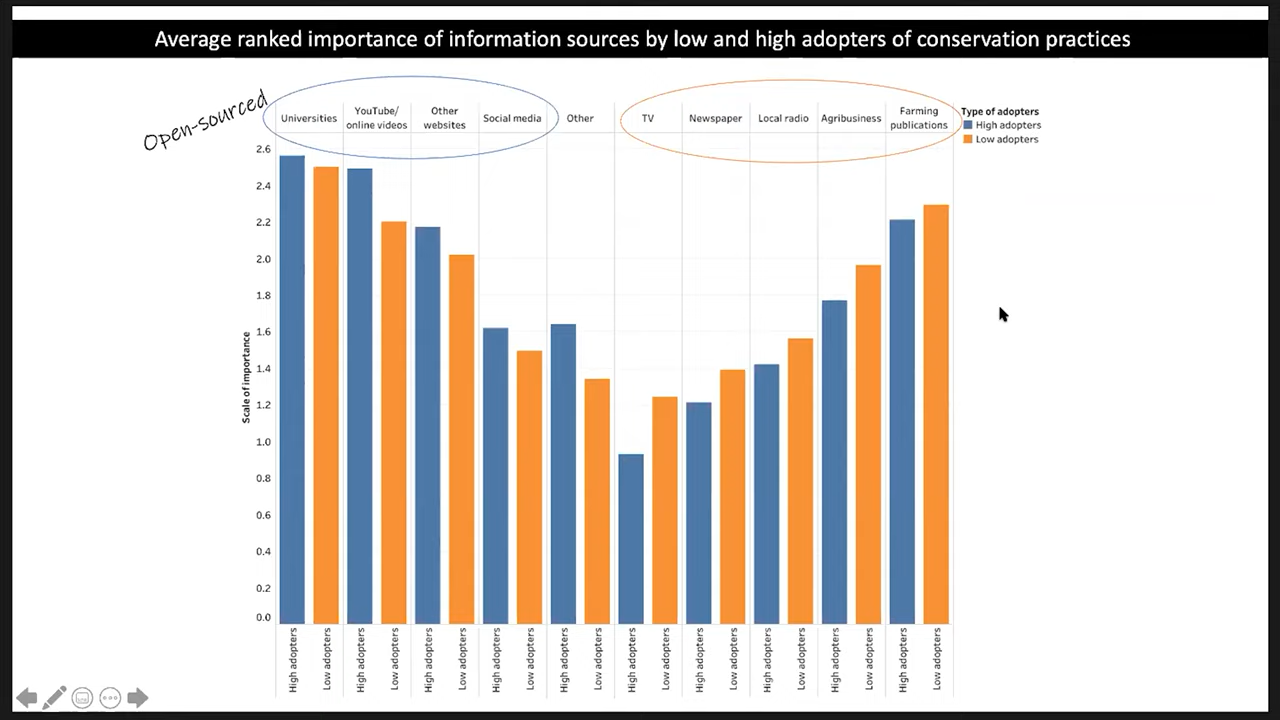 Average ranked importance of information sources by low and high adopters of conservation practices
Open-sourced
Universities
YouTube/
online videos
Other
websites
Social media
Other
TV
Newspaper
Local radio
Agribusiness
Farming
publications
Type of adopters
High adopters
Low adopters
Scale of importance
2.6
2.4
2.2
2.0
1.8
1.6
1.4
1.2
1.0
0.8
0.6
0.4
0.2
0.0
High adopters
Low adopters
High adopters
Low adopters
High adopters
Low adopters
High adopters
Low adopters
High adopters
Low adopters
High adopters
Low adopters
High adopters
Low adopters
High adopters
Low adopters
High adopters
Low adopters
High adopters
Low adopters